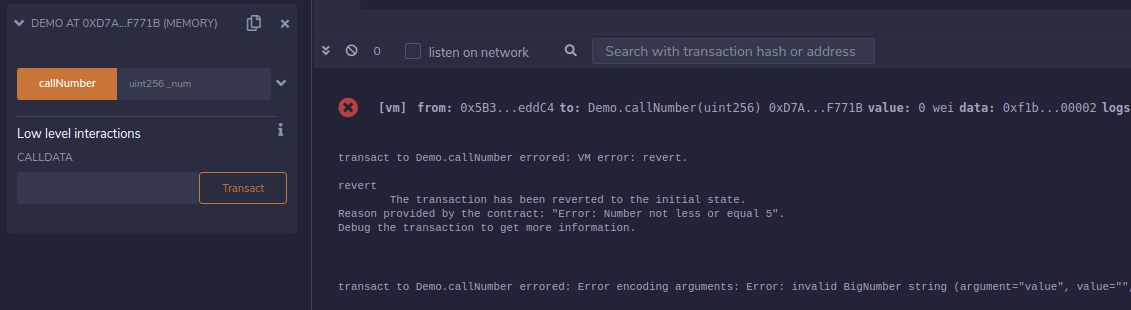 DEMO AT 0XD7A...F771B (MEMORY)
callNumber uint256 _num
Low level interactions
CALLDATA
Transact
0 listen on network Search with transaction hash or address
[vm] from: 0x5B3...eddC4 to: Demo.callNumber(uint256) 0xD7A...F771B value: 0 wei data: 0xf1b...00002 logs
transact to Demo.callNumber errored: VM error: revert.
revert
The transaction has been reverted to the initial state.
Reason provided by the contract: "Error: Number not less or equal 5".
Debug the transaction to get more information.
transact to Demo.callNumber errored: Error encoding arguments: Error: invalid BigNumber string (argument="value", value="",